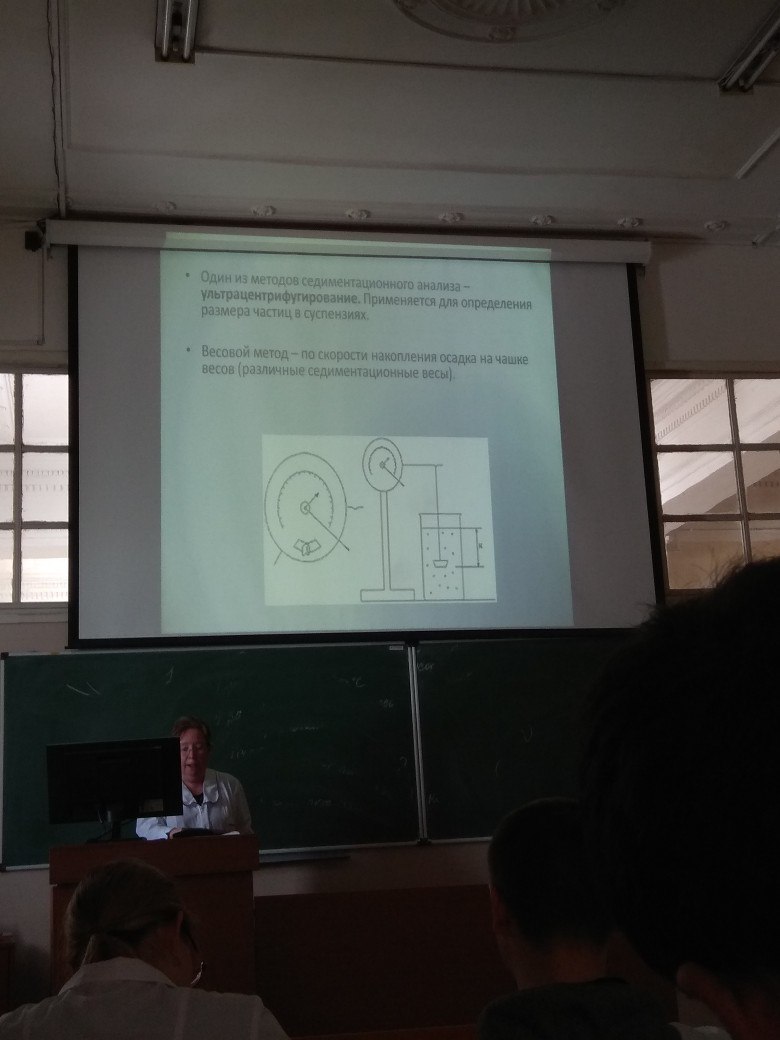 • Один из методов седиментационного анализа –
ультрацентрифугирование. Применяется для определения
размера частиц в суспензиях.
• Весовой метод – по скорости накопления осадка на чашке
весов (различные седиментационные весы).